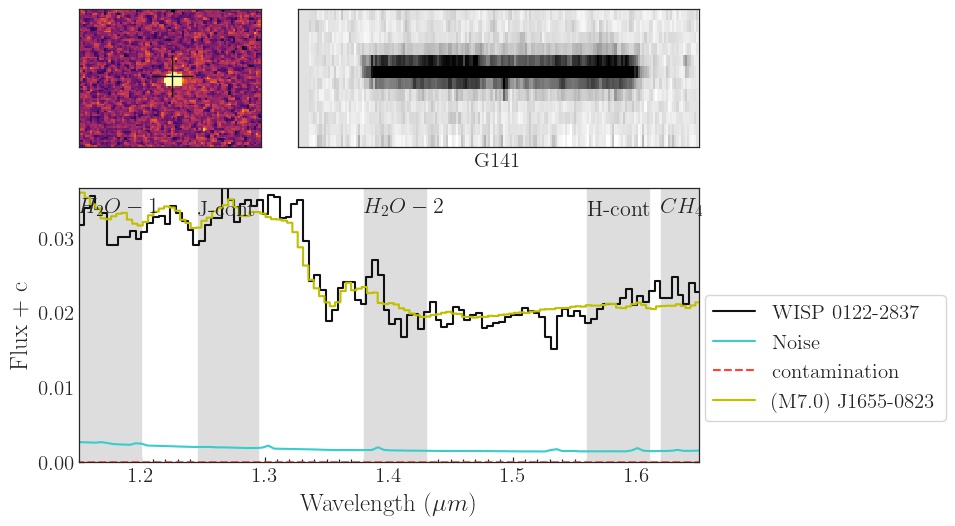 G141
H₂O − 1
J-cont
H₂O − 2
H-cont
CH₄
0.03
0.02
0.01
0.00
Flux + c
1.2
1.3
1.4
1.5
1.6
Wavelength (μm)
WISP 0122-2837
Noise
contamination
(M7.0) J1655-0823